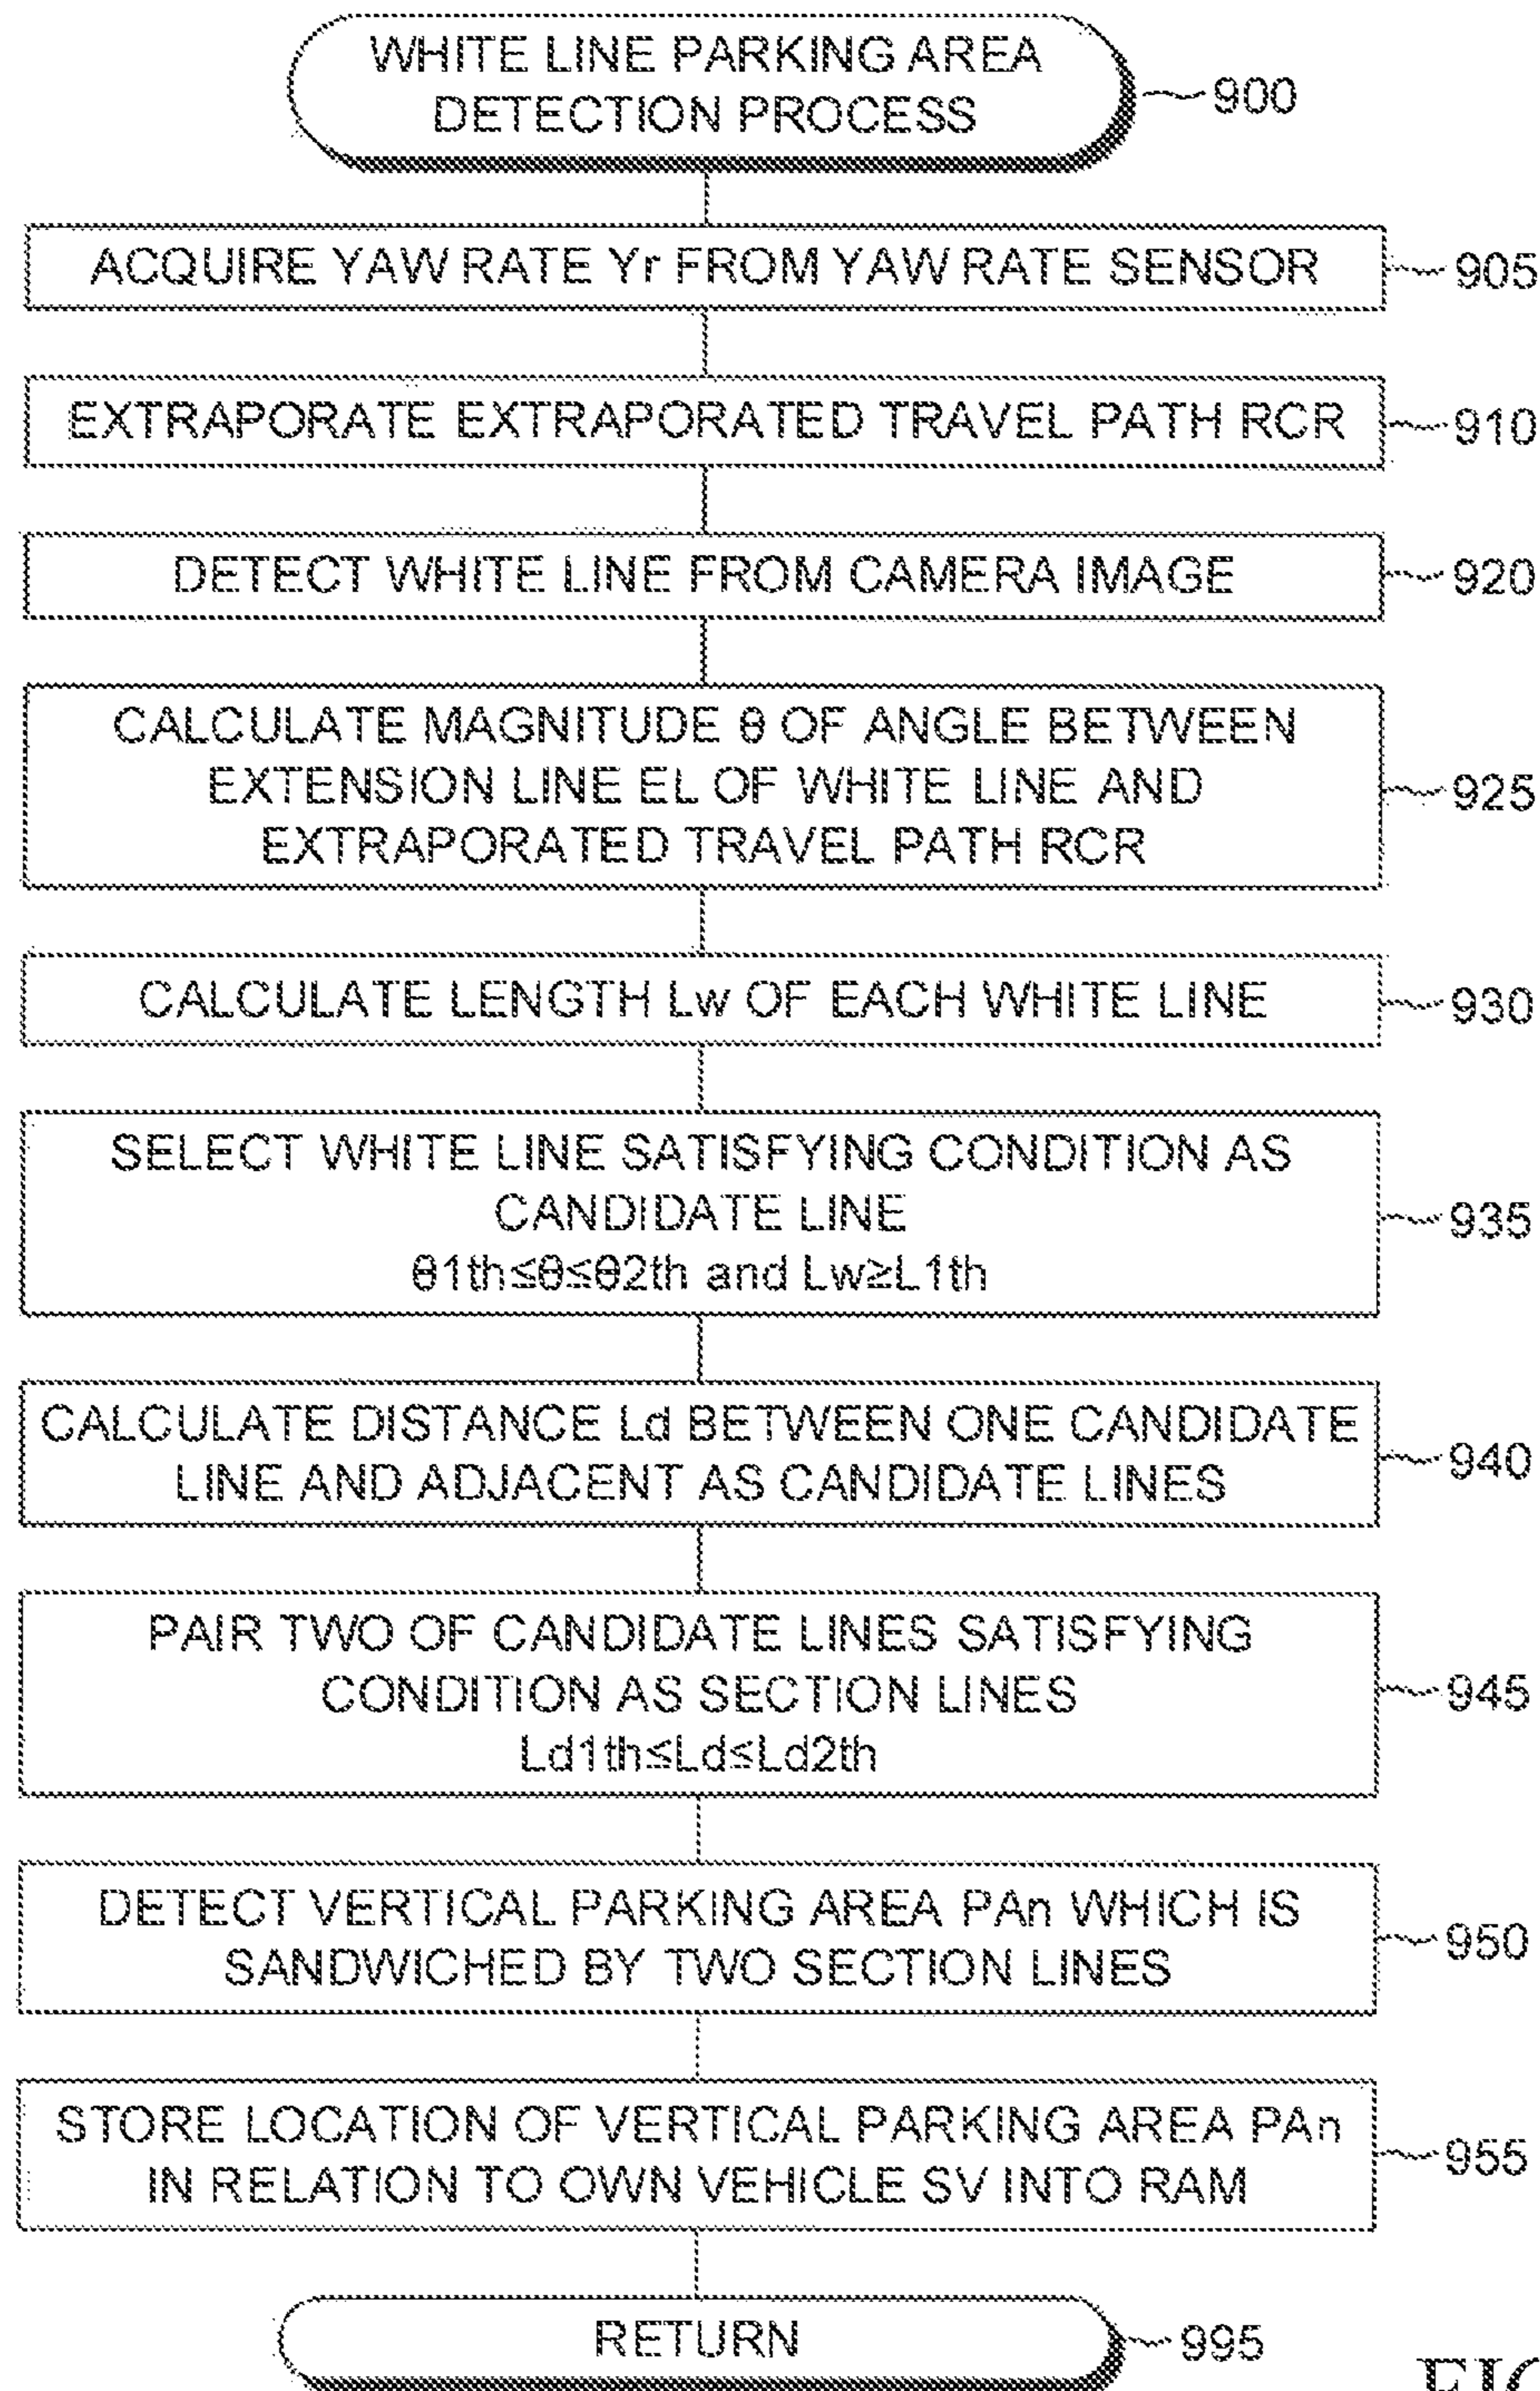 WHITE LINE PARKING AREA
DETECTION PROCESS
900
ACQUIRE YAW RATE Yr FROM YAW RATE SENSOR
905
EXTRAPORATE EXTRAPORATED TRAVEL PATH RCR
910
DETECT WHITE LINE FROM CAMERA IMAGE
920
CALCULATE MAGNITUDE θ OF ANGLE BETWEEN
EXTENSION LINE EL OF WHITE LINE AND
EXTRAPORATED TRAVEL PATH RCR
925
CALCULATE LENGTH Lw OF EACH WHITE LINE
930
SELECT WHITE LINE SATISFYING CONDITION AS
CANDIDATE LINE
θ1th≤θ≤θ2th and Lw≥L1th
935
CALCULATE DISTANCE Ld BETWEEN ONE CANDIDATE
LINE AND ADJACENT AS CANDIDATE LINES
940
PAIR TWO OF CANDIDATE LINES SATISFYING
CONDITION AS SECTION LINES
Ld1th≤Ld≤Ld2th
945
DETECT VERTICAL PARKING AREA PAn WHICH IS
SANDWICHED BY TWO SECTION LINES
950
STORE LOCATION OF VERTICAL PARKING AREA PAn
IN RELATION TO OWN VEHICLE SV INTO RAM
955
RETURN
995